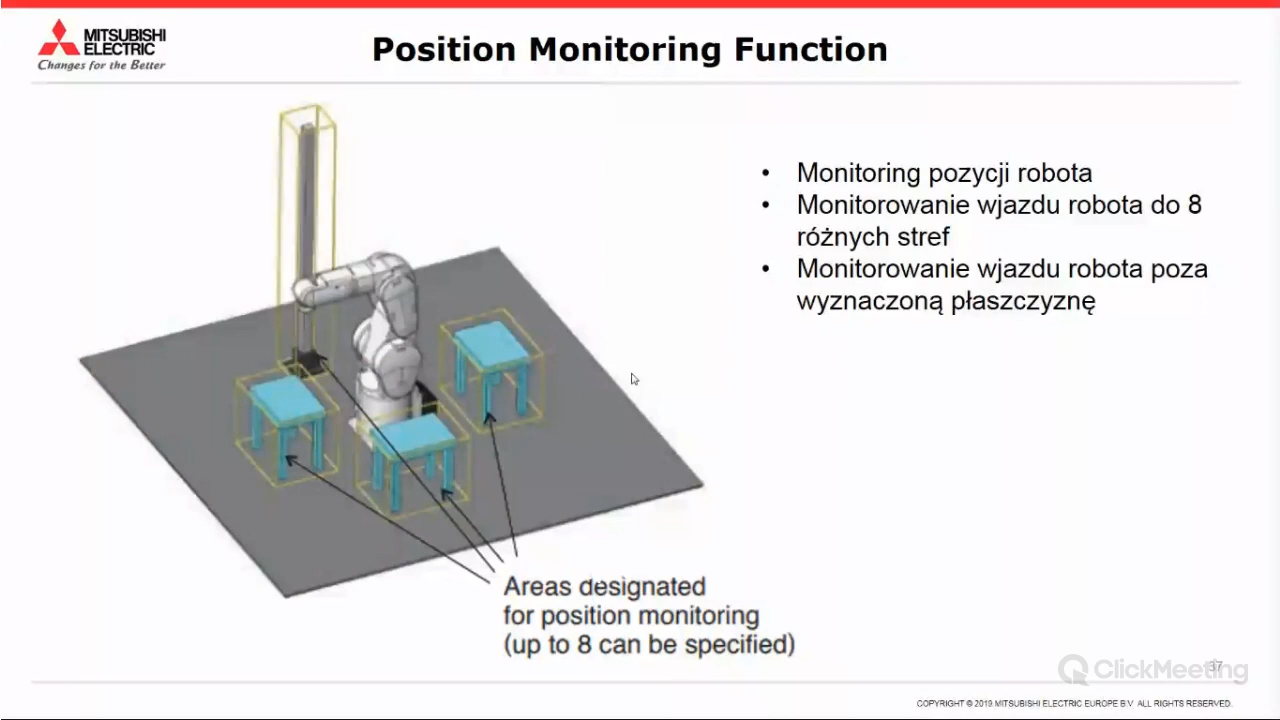 MITSUBISHI
ELECTRIC
Changes for the Better
Position Monitoring Function
• Monitoring pozycji robota
• Monitorowanie wjazdu robota do 8
różnych stref
• Monitorowanie wjazdu robota poza
wyznaczoną płaszczyznę
Areas designated
for position monitoring
(up to 8 can be specified)
37
ClickMeeting
COPYRIGHT © 2019 MITSUBISHI ELECTRIC EUROPE B.V. ALL RIGHTS RESERVED.